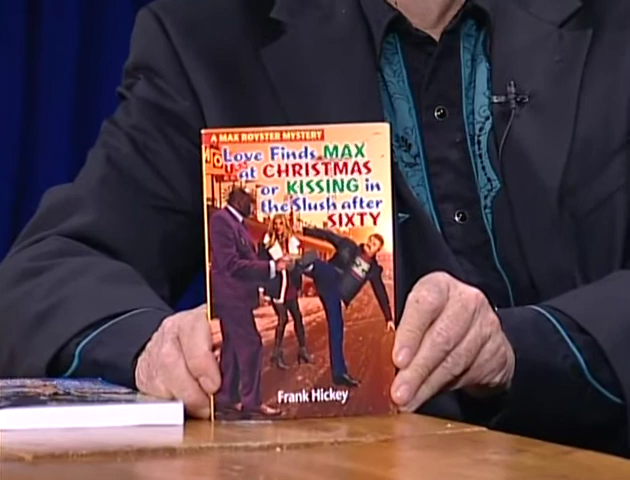 A MAX ROYSTER MYSTERY
Love Finds MAX
at CHRISTMAS
or KISSING in
the Slush after
SIXTY
Frank Hickey